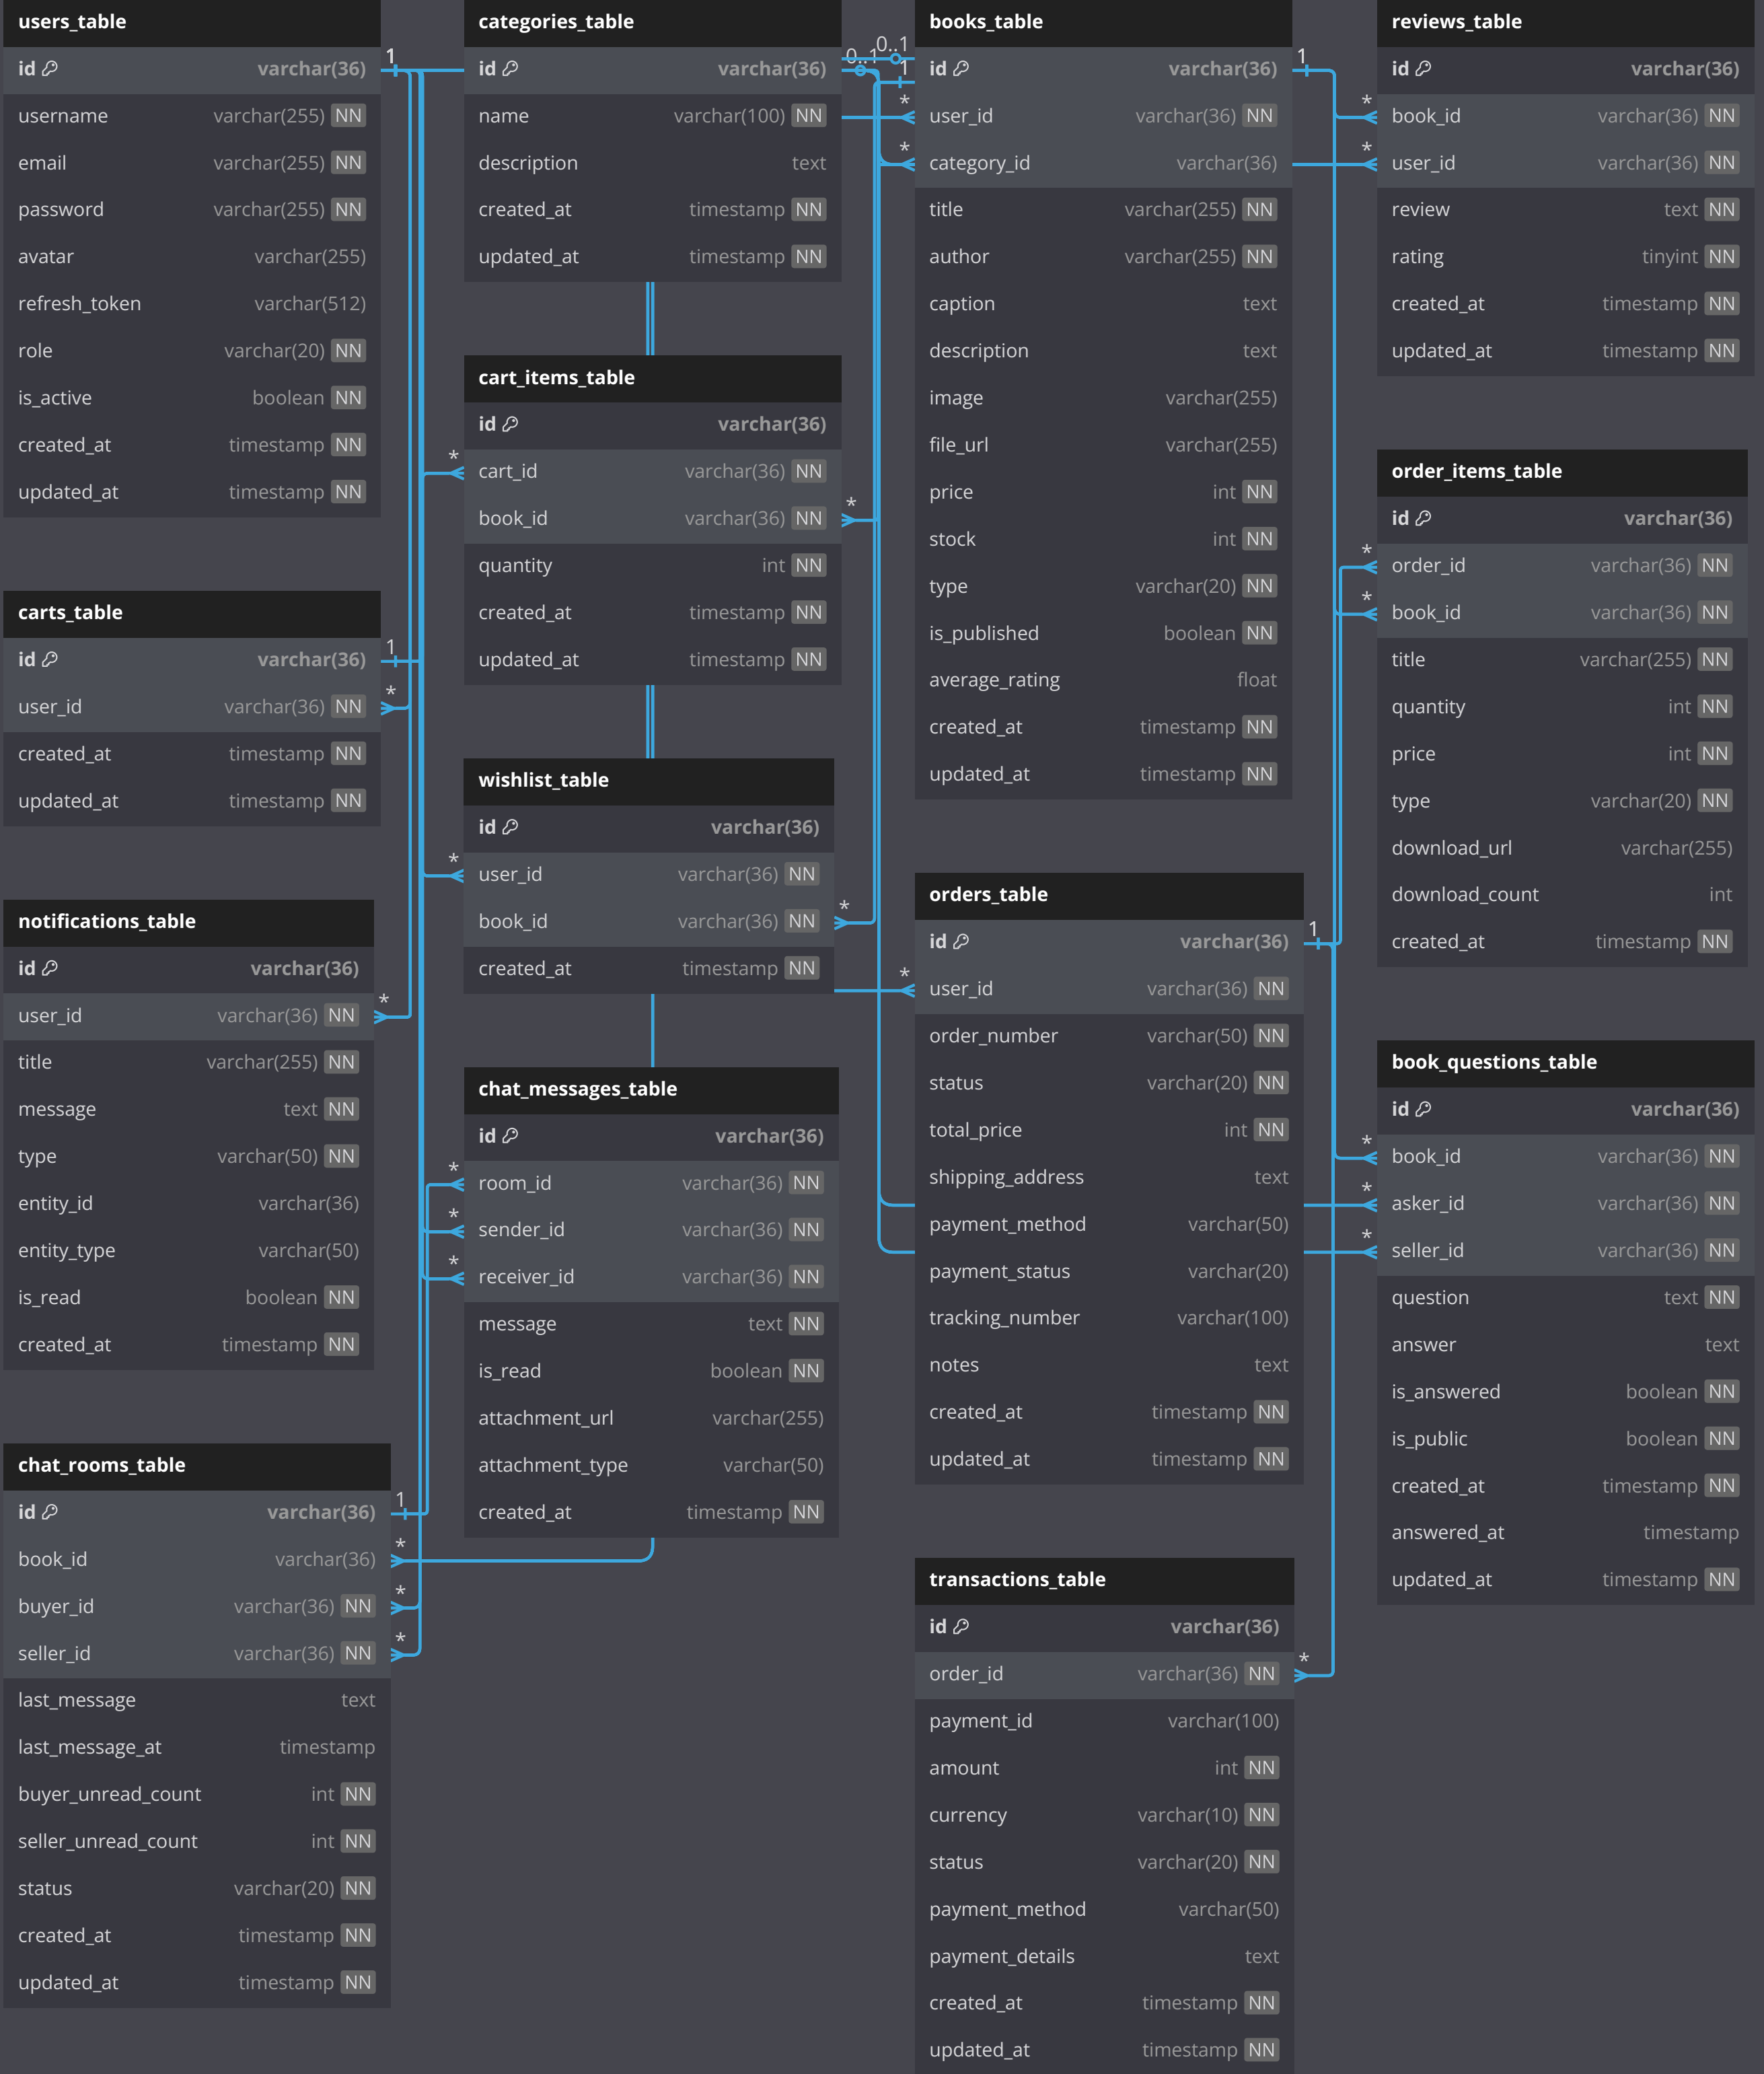 users_table
id varchar(36)
username varchar(255) NN
email varchar(255) NN
password varchar(255) NN
avatar varchar(255)
refresh_token varchar(512)
role varchar(20) NN
is_active boolean NN
created_at timestamp NN
updated_at timestamp NN
1
carts_table
id varchar(36)
user_id varchar(36) NN
created_at timestamp NN
updated_at timestamp NN
1
*
notifications_table
id varchar(36)
user_id varchar(36) NN
title varchar(255) NN
message text NN
type varchar(50) NN
entity_id varchar(36)
entity_type varchar(50)
is_read boolean NN
created_at timestamp NN
*
chat_rooms_table
id varchar(36)
book_id varchar(36)
buyer_id varchar(36) NN
seller_id varchar(36) NN
last_message text
last_message_at timestamp
buyer_unread_count int NN
seller_unread_count int NN
status varchar(20) NN
created_at timestamp NN
updated_at timestamp NN
1
*
*
*
categories_table
id varchar(36)
name varchar(100) NN
description text
created_at timestamp NN
updated_at timestamp NN
0..1
cart_items_table
id varchar(36)
* cart_id varchar(36) NN
book_id varchar(36) NN *
quantity int NN
created_at timestamp NN
updated_at timestamp NN
wishlist_table
id varchar(36)
* user_id varchar(36) NN
book_id varchar(36) NN *
created_at timestamp NN
chat_messages_table
id varchar(36)
* room_id varchar(36) NN
* sender_id varchar(36) NN
* receiver_id varchar(36) NN
message text NN
is_read boolean NN
attachment_url varchar(255)
attachment_type varchar(50)
created_at timestamp NN
books_table
0..1
1
id varchar(36) 1
* user_id varchar(36) NN
* category_id varchar(36)
title varchar(255) NN
author varchar(255) NN
caption text
description text
image varchar(255)
file_url varchar(255)
price int NN
stock int NN
type varchar(20) NN
is_published boolean NN
average_rating float
created_at timestamp NN
updated_at timestamp NN
orders_table
id varchar(36) 1
* user_id varchar(36) NN
order_number varchar(50) NN
status varchar(20) NN
total_price int NN
shipping_address text
payment_method varchar(50)
payment_status varchar(20)
tracking_number varchar(100)
notes text
created_at timestamp NN
updated_at timestamp NN
transactions_table
id varchar(36)
order_id varchar(36) NN *
payment_id varchar(100)
amount int NN
currency varchar(10) NN
status varchar(20) NN
payment_method varchar(50)
payment_details text
created_at timestamp NN
updated_at timestamp NN
reviews_table
id varchar(36)
* book_id varchar(36) NN
* user_id varchar(36) NN
review text NN
rating tinyint NN
created_at timestamp NN
updated_at timestamp NN
order_items_table
id varchar(36)
* order_id varchar(36) NN
* book_id varchar(36) NN
title varchar(255) NN
quantity int NN
price int NN
type varchar(20) NN
download_url varchar(255)
download_count int
created_at timestamp NN
book_questions_table
id varchar(36)
* book_id varchar(36) NN
* asker_id varchar(36) NN
* seller_id varchar(36) NN
question text NN
answer text
is_answered boolean NN
is_public boolean NN
created_at timestamp NN
answered_at timestamp
updated_at timestamp NN